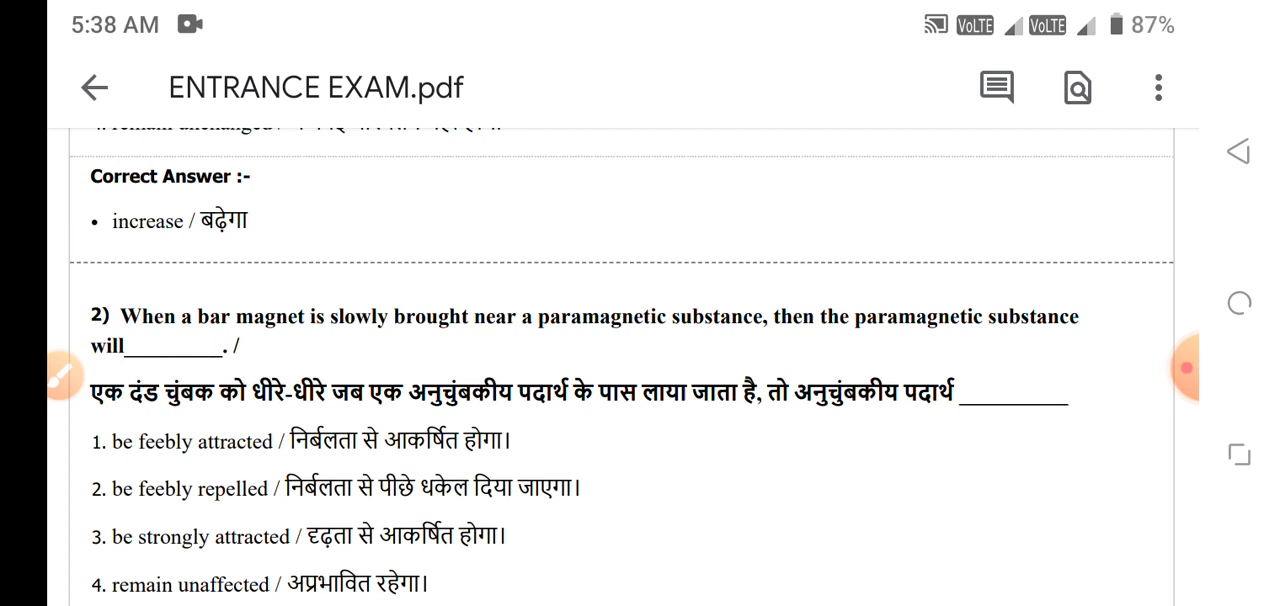 5:38 AM VoLTE VoLTE 87%
ENTRANCE EXAM.pdf
Correct Answer :-
• increase / बढ़ेगा
2) When a bar magnet is slowly brought near a paramagnetic substance, then the paramagnetic substance
will_________. /
एक दंड चुंबक को धीरे-धीरे जब एक अनुचुंबकीय पदार्थ के पास लाया जाता है, तो अनुचुंबकीय पदार्थ _________
1. be feebly attracted / निर्बलता से आकर्षित होगा।
2. be feebly repelled / निर्बलता से पीछे धकेल दिया जाएगा।
3. be strongly attracted / दृढ़ता से आकर्षित होगा।
4. remain unaffected / अप्रभावित रहेगा।